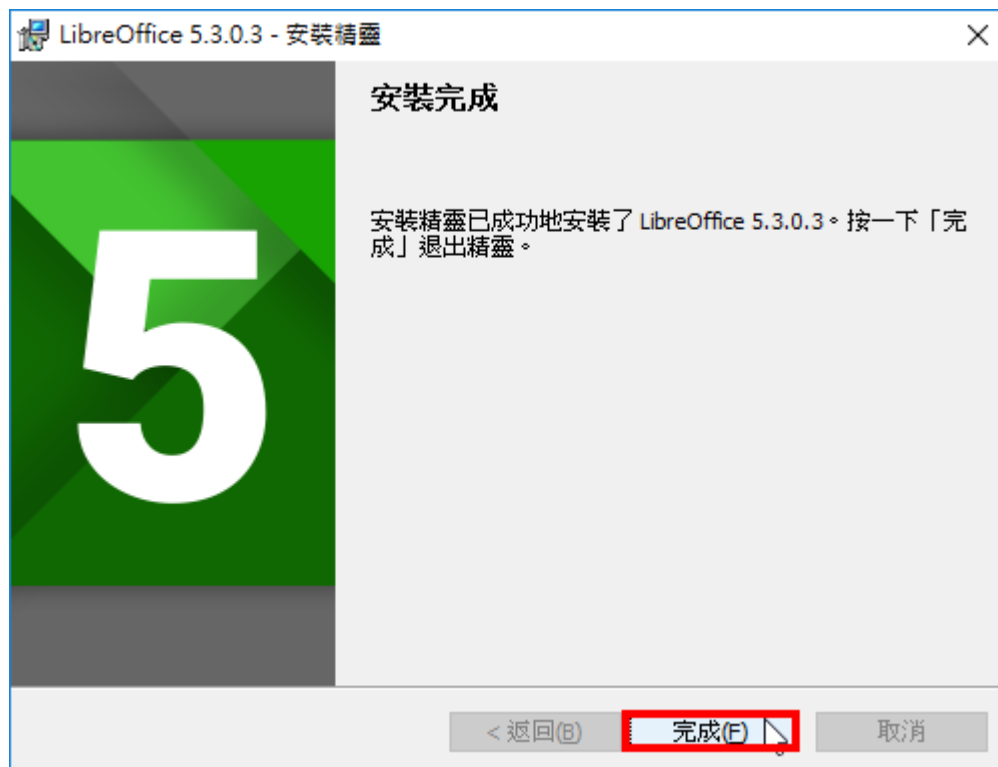 LibreOffice 5.3.0.3 - 安裝精靈
安裝完成
安裝精靈已成功地安裝了 LibreOffice 5.3.0.3。按一下「完
成」退出精靈。
5
< 返回(B) 完成(F) 取消